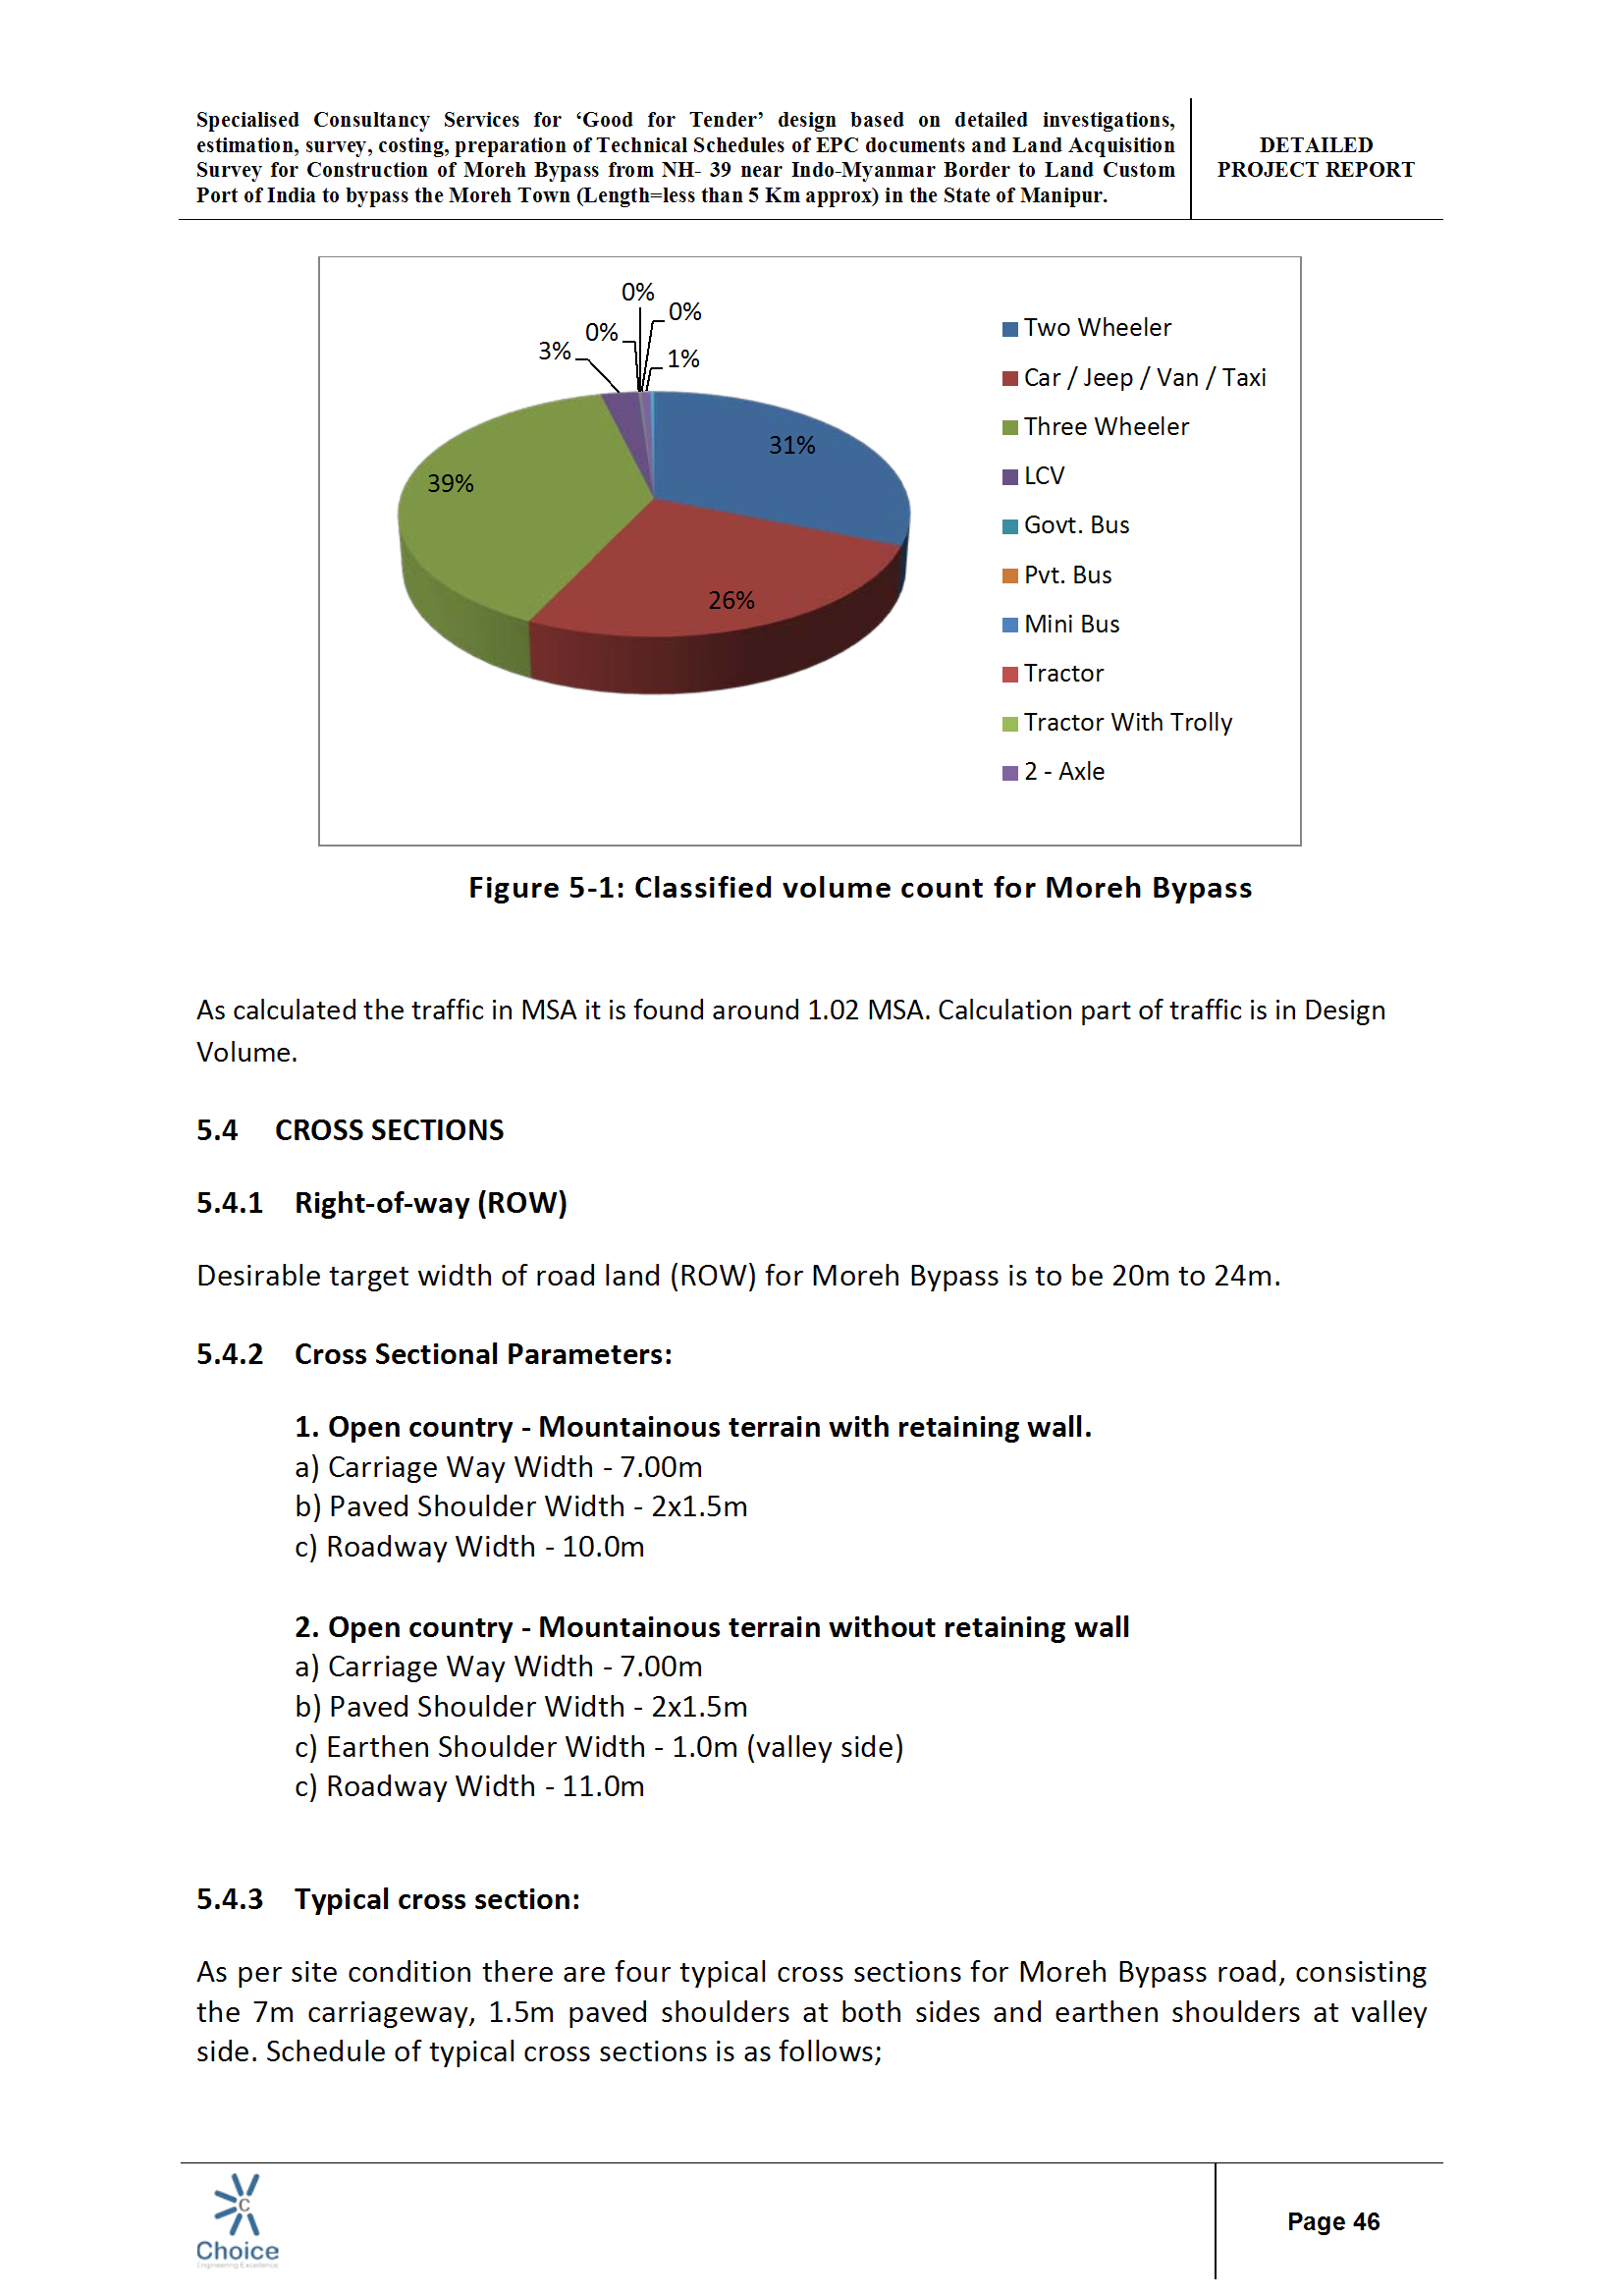 Specialised Consultancy Services for ‘Good for Tender’ design based on detailed investigations,
estimation, survey, costing, preparation of Technical Schedules of EPC documents and Land Acquisition
Survey for Construction of Moreh Bypass from NH- 39 near Indo-Myanmar Border to Land Custom
Port of India to bypass the Moreh Town (Length=less than 5 Km approx) in the State of Manipur.
DETAILED
PROJECT REPORT
0%
0%
0%
3%
1%
31%
39%
26%
Two Wheeler
Car / Jeep / Van / Taxi
Three Wheeler
LCV
Govt. Bus
Pvt. Bus
Mini Bus
Tractor
Tractor With Trolly
2 - Axle
Figure 5-1: Classified volume count for Moreh Bypass
As calculated the traffic in MSA it is found around 1.02 MSA. Calculation part of traffic is in Design
Volume.
5.4 CROSS SECTIONS
5.4.1 Right-of-way (ROW)
Desirable target width of road land (ROW) for Moreh Bypass is to be 20m to 24m.
5.4.2 Cross Sectional Parameters:
1. Open country - Mountainous terrain with retaining wall.
a) Carriage Way Width - 7.00m
b) Paved Shoulder Width - 2x1.5m
c) Roadway Width - 10.0m
2. Open country - Mountainous terrain without retaining wall
a) Carriage Way Width - 7.00m
b) Paved Shoulder Width - 2x1.5m
c) Earthen Shoulder Width - 1.0m (valley side)
c) Roadway Width - 11.0m
5.4.3 Typical cross section:
As per site condition there are four typical cross sections for Moreh Bypass road, consisting
the 7m carriageway, 1.5m paved shoulders at both sides and earthen shoulders at valley
side. Schedule of typical cross sections is as follows;
C
Choice
Engineering Excellence
Page 46